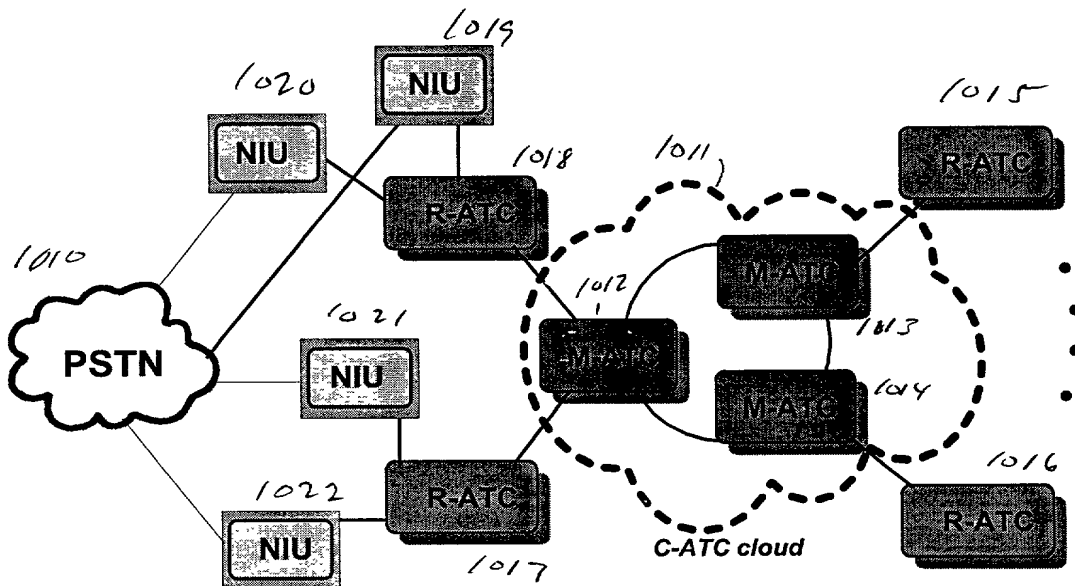 1019
1020
NIU
1015
NIU
1018
1011
R-ATC
R-ATC
1010
M-ATC
1012
1021
1013
PSTN
M-ATC
NIU
1014
M-ATC
1022
1016
R-ATC
R-ATC
NIU
C-ATC cloud
1017